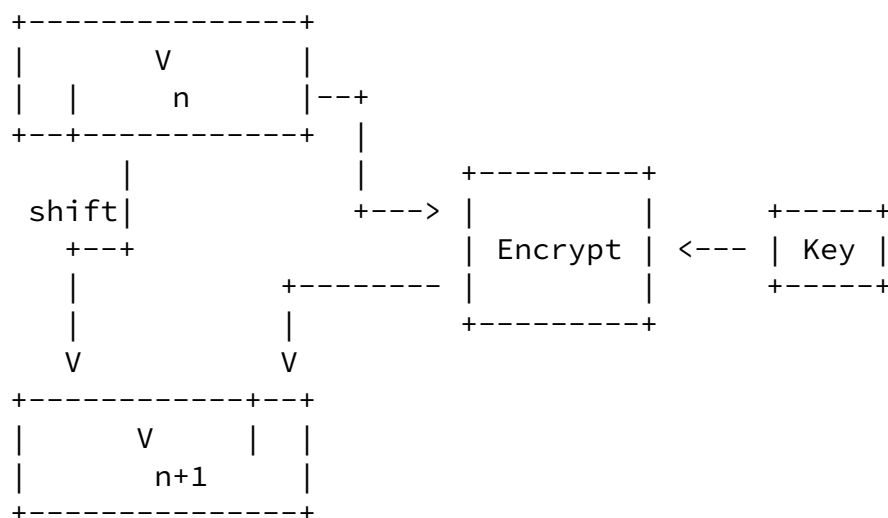 +---------------+
|       V       |
|  |     n      |--+
+--+------------+  |
      |            |     +---------+
 shift|            +---> |         |      +-----+
   +--+                  | Encrypt | <--- | Key |
   |           +-------- |         |      +-----+
   |           |         +---------+
   V           V
+------------+--+
|      V     |  |
|       n+1     |
+---------------+